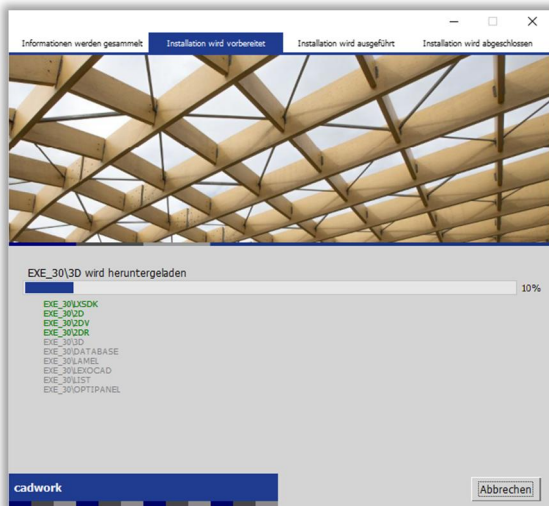 Informationen werden gesammelt Installation wird vorbereitet Installation wird ausgeführt Installation wird abgeschlossen
EXE_30\3D wird heruntergeladen
10%
EXE_30\LXSDK
EXE_30\2D
EXE_30\2DV
EXE_30\2DR
EXE_30\3D
EXE_30\DATABASE
EXE_30\LAMEL
EXE_30\LEXOCAD
EXE_30\LIST
EXE_30\OPTIPANEL
cadwork
Abbrechen